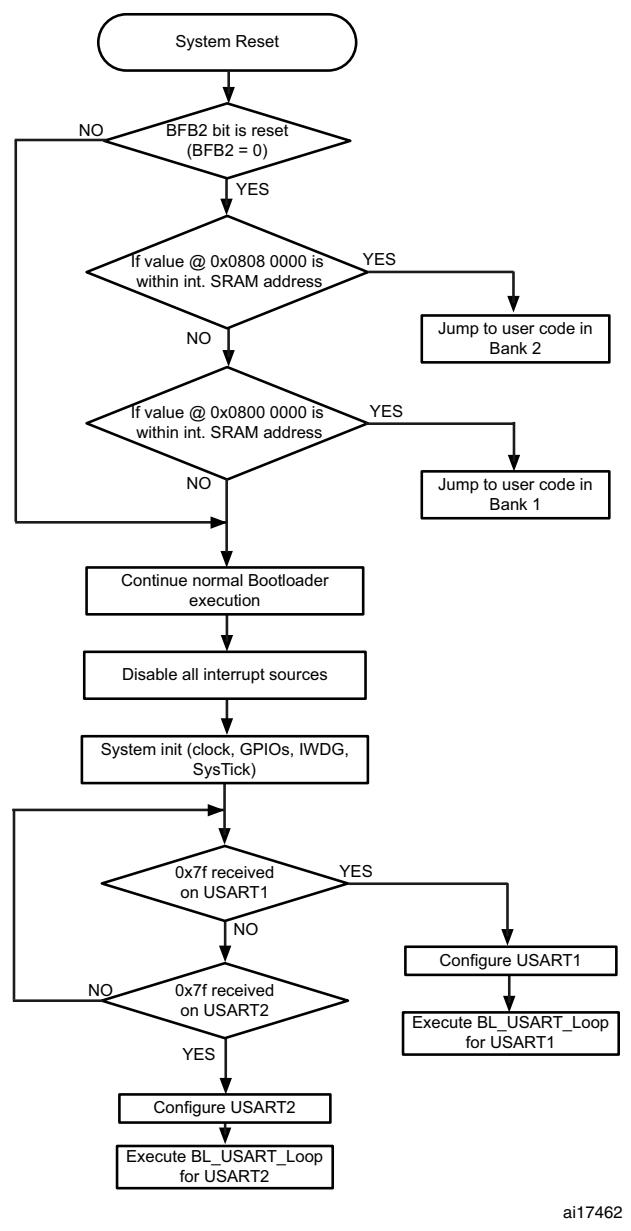 System Reset
NO
BFB2 bit is reset
(BFB2 = 0)
YES
If value @ 0x0808 0000 is
within int. SRAM address
YES
Jump to user code in
Bank 2
NO
If value @ 0x0800 0000 is
within int. SRAM address
YES
Jump to user code in
Bank 1
NO
Continue normal Bootloader
execution
Disable all interrupt sources
System init (clock, GPIOs, IWDG,
SysTick)
0x7f received
on USART1
YES
NO
Configure USART1
NO
0x7f received
on USART2
Execute BL_USART_Loop
for USART1
YES
Configure USART2
Execute BL_USART_Loop
for USART2
ai17462